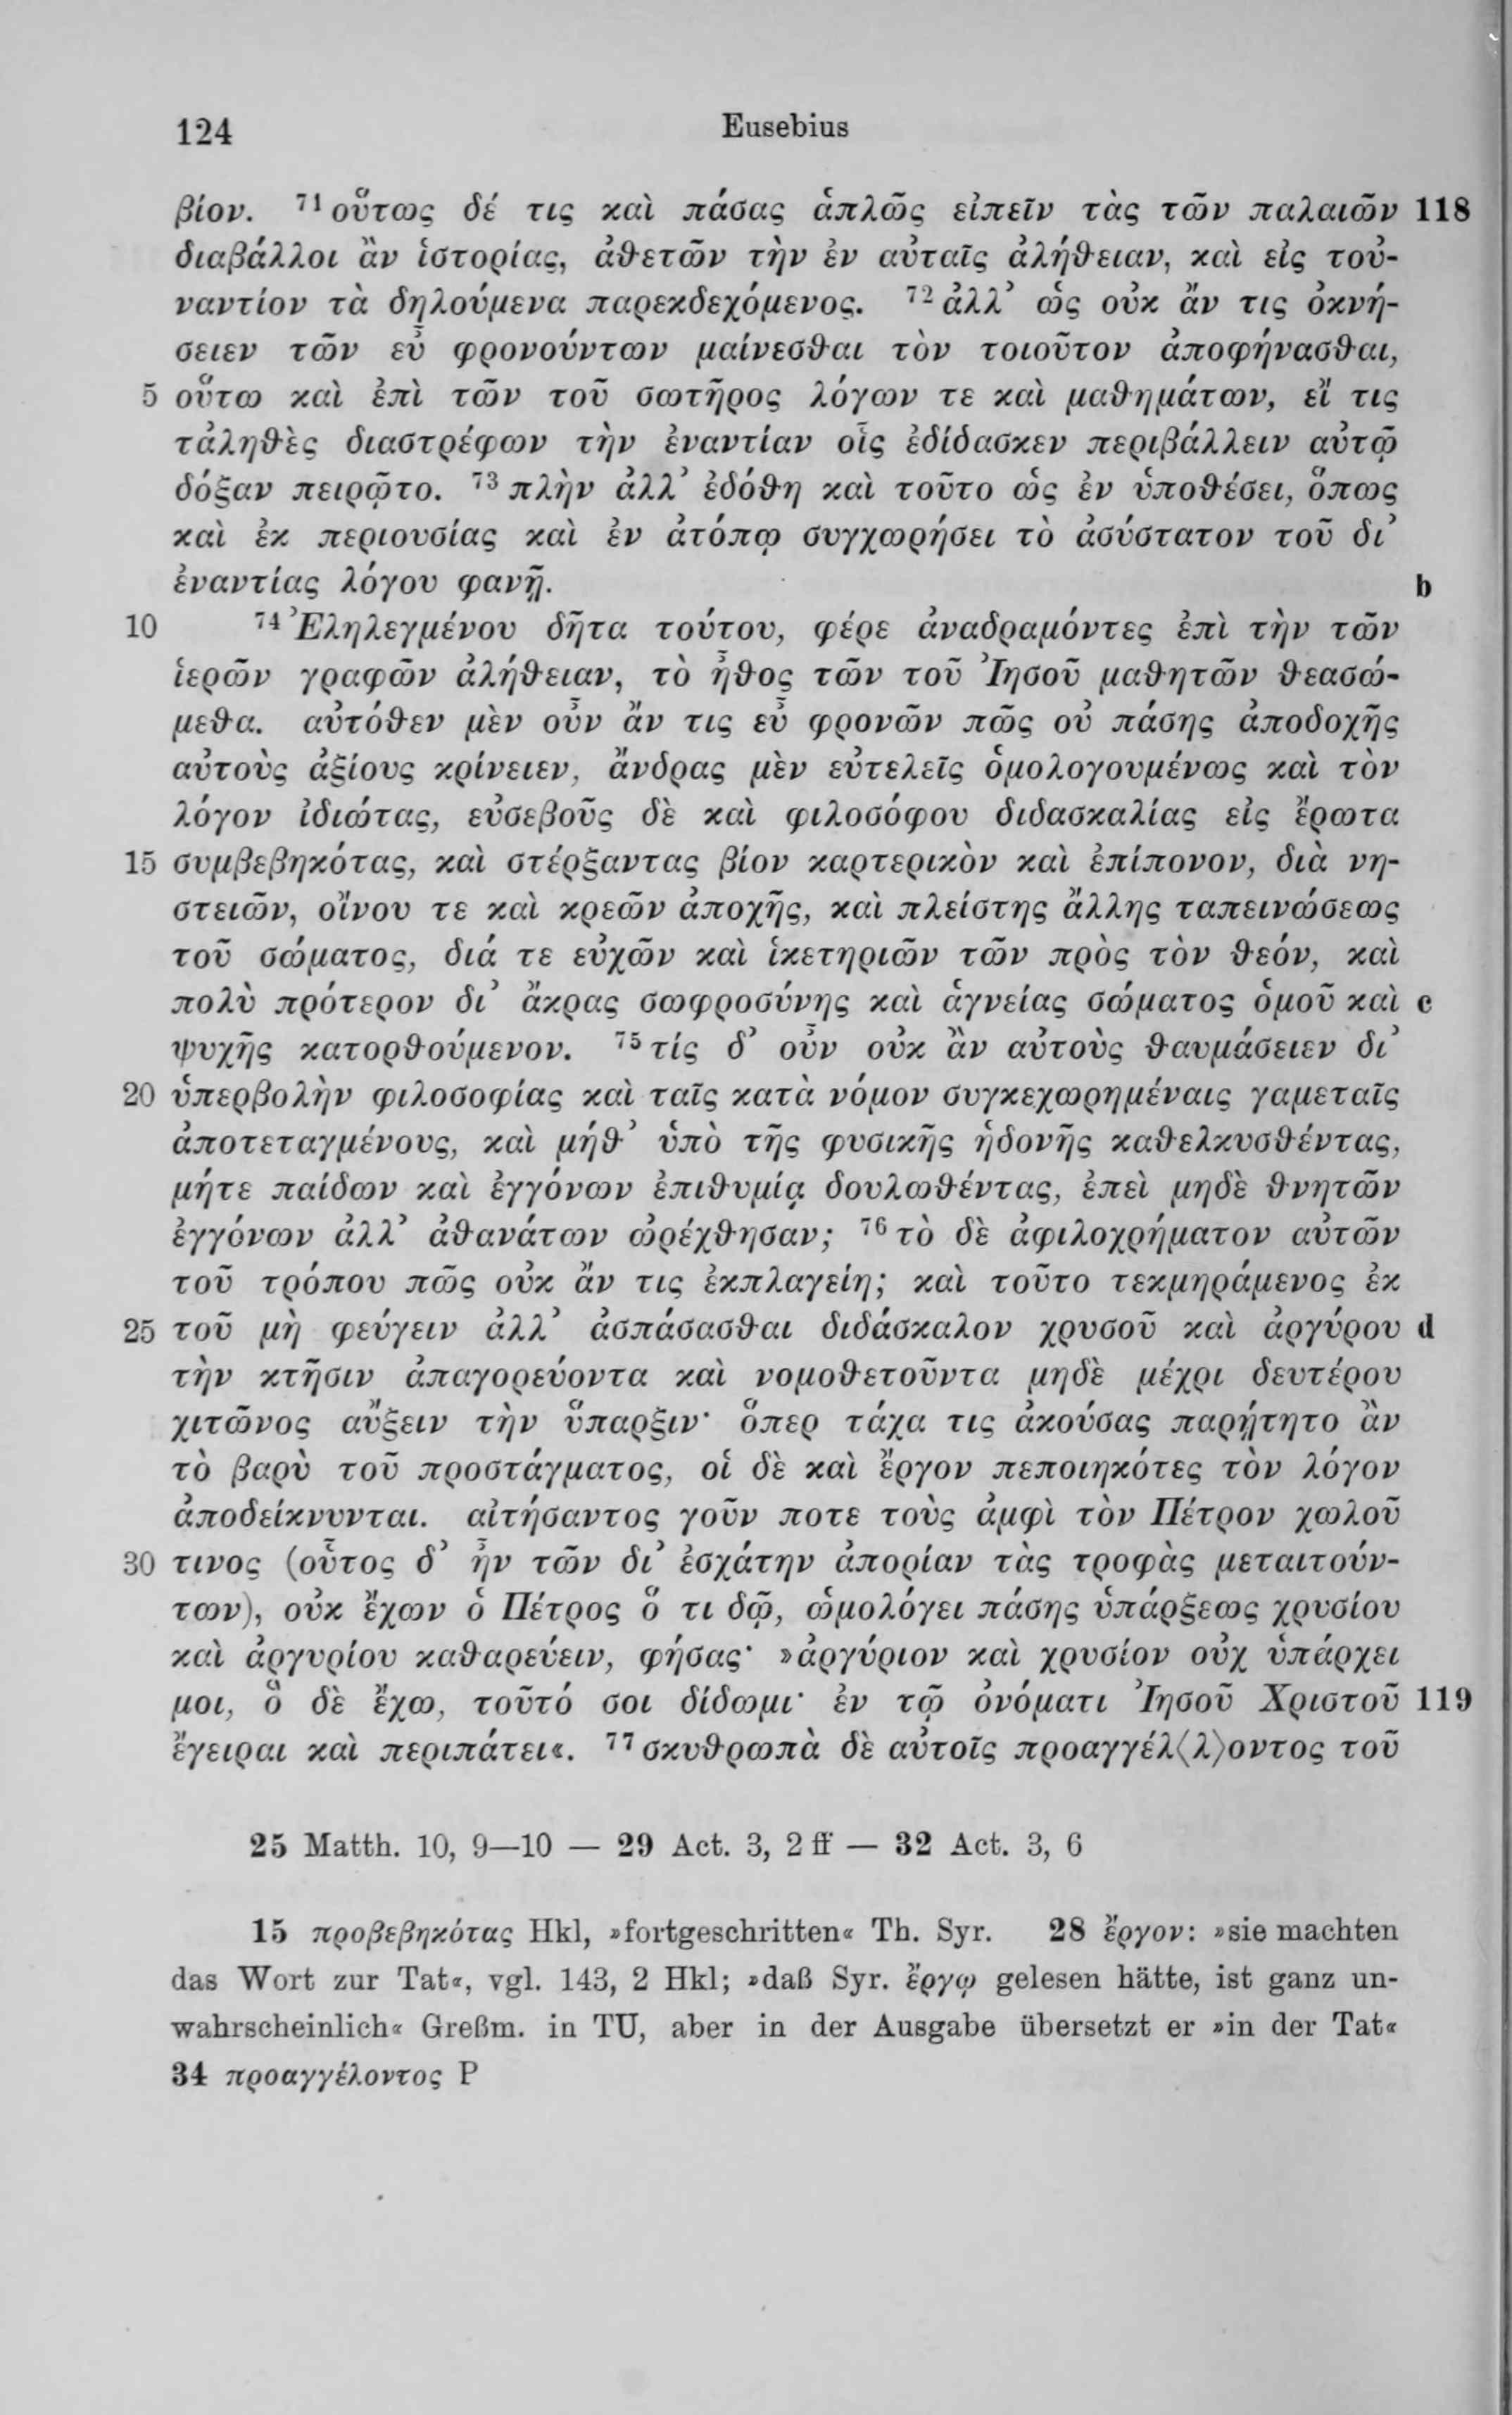 124 Eusebius
βίον. ⁷¹ οὕτως δέ τις καὶ πάσας ἁπλῶς εἰπεῖν τὰς τῶν παλαιῶν 118
διαβάλλοι ἂν ἱστορίας, ἀθετῶν τὴν ἐν αὐταῖς ἀλήθειαν, καὶ εἰς τοὐ-
ναντίον τὰ δηλούμενα παρεκδεχόμενος. ⁷² ἀλλ’ ὡς οὐκ ἄν τις ὀκνή-
σειεν τῶν εὖ φρονούντων μαίνεσθαι τὸν τοιοῦτον ἀποφήνασθαι,
5 οὕτω καὶ ἐπὶ τῶν τοῦ σωτῆρος λόγων τε καὶ μαθημάτων, εἴ τις
τἀληθὲς διαστρέφων τὴν ἐναντίαν οἷς ἐδίδασκεν περιβάλλειν αὐτῷ
δόξαν πειρῷτο. ⁷³ πλὴν ἀλλ’ ἐδόθη καὶ τοῦτο ὡς ἐν ὑποθέσει, ὅπως
καὶ ἐκ περιουσίας καὶ ἐν ἀτόπῳ συγχωρήσει τὸ ἀσύστατον τοῦ δι’
ἐναντίας λόγου φανῇ. b
10 ⁷⁴ Ἐληλεγμένου δῆτα τούτου, φέρε ἀναδραμόντες ἐπὶ τὴν τῶν
ἱερῶν γραφῶν ἀλήθειαν, τὸ ἦθος τῶν τοῦ Ἰησοῦ μαθητῶν θεασώ-
μεθα. αὐτόθεν μὲν οὖν ἄν τις εὖ φρονῶν πῶς οὐ πάσης ἀποδοχῆς
αὐτοὺς ἀξίους κρίνειεν, ἄνδρας μὲν εὐτελεῖς ὁμολογουμένως καὶ τὸν
λόγον ἰδιώτας, εὐσεβοῦς δὲ καὶ φιλοσόφου διδασκαλίας εἰς ἔρωτα
15 συμβεβηκότας, καὶ στέρξαντας βίον καρτερικὸν καὶ ἐπίπονον, διὰ νη-
στειῶν, οἴνου τε καὶ κρεῶν ἀποχῆς, καὶ πλείστης ἄλλης ταπεινώσεως
τοῦ σώματος, διά τε εὐχῶν καὶ ἱκετηριῶν τῶν πρὸς τὸν θεόν, καὶ
πολὺ πρότερον δι’ ἄκρας σωφροσύνης καὶ ἁγνείας σώματος ὁμοῦ καὶ c
ψυχῆς κατορθούμενον. ⁷⁵ τίς δ’ οὖν οὐκ ἂν αὐτοὺς θαυμάσειεν δι’
20 ὑπερβολὴν φιλοσοφίας καὶ ταῖς κατὰ νόμον συγκεχωρημέναις γαμεταῖς
ἀποτεταγμένους, καὶ μήθ’ ὑπὸ τῆς φυσικῆς ἡδονῆς καθελκυσθέντας,
μήτε παίδων καὶ ἐγγόνων ἐπιθυμίᾳ δουλωθέντας, ἐπεὶ μηδὲ θνητῶν
ἐγγόνων ἀλλ’ ἀθανάτων ὠρέχθησαν; ⁷⁶ τὸ δὲ ἀφιλοχρήματον αὐτῶν
τοῦ τρόπου πῶς οὐκ ἄν τις ἐκπλαγείη; καὶ τοῦτο τεκμηράμενος ἐκ
25 τοῦ μὴ φεύγειν ἀλλ’ ἀσπάσασθαι διδάσκαλον χρυσοῦ καὶ ἀργύρου d
τὴν κτῆσιν ἀπαγορεύοντα καὶ νομοθετοῦντα μηδὲ μέχρι δευτέρου
χιτῶνος αὔξειν τὴν ὕπαρξιν· ὅπερ τάχα τις ἀκούσας παρῄτητο ἂν
τὸ βαρὺ τοῦ προστάγματος, οἱ δὲ καὶ ἔργον πεποιηκότες τὸν λόγον
ἀποδείκνυνται. αἰτήσαντος γοῦν ποτε τοὺς ἀμφὶ τὸν Πέτρον χωλοῦ
30 τινος (οὗτος δ’ ἦν τῶν δι’ ἐσχάτην ἀπορίαν τὰς τροφὰς μεταιτούν-
των), οὐκ ἔχων ὁ Πέτρος ὅ τι δῷ, ὡμολόγει πάσης ὑπάρξεως χρυσίου
καὶ ἀργυρίου καθαρεύειν, φήσας· »ἀργύριον καὶ χρυσίον οὐχ ὑπάρχει
μοι, ὃ δὲ ἔχω, τοῦτό σοι δίδωμι· ἐν τῷ ὀνόματι Ἰησοῦ Χριστοῦ 119
ἔγειραι καὶ περιπάτει«. ⁷⁷ σκυθρωπὰ δὲ αὐτοῖς προαγγέλ⟨λ⟩οντος τοῦ
25 Matth. 10, 9—10 — 29 Act. 3, 2 ff — 32 Act. 3, 6
15 προβεβηκότας Hkl, »fortgeschritten« Th. Syr. 28 ἔργον: »sie machten
das Wort zur Tat«, vgl. 143, 2 Hkl; »daß Syr. ἔργῳ gelesen hätte, ist ganz un-
wahrscheinlich« Greßm. in TU, aber in der Ausgabe übersetzt er »in der Tat«
34 προαγγέλοντος P